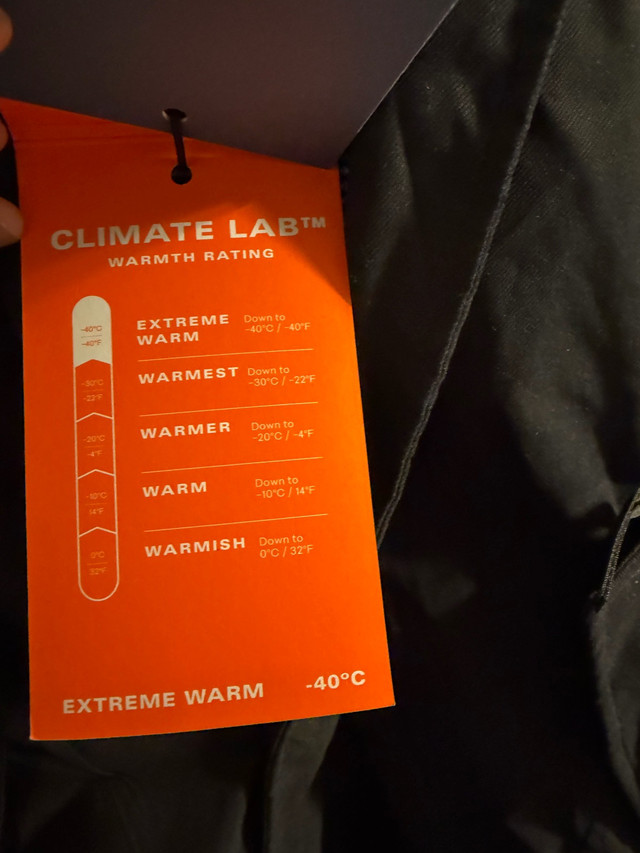 CLIMATE LAB™
WARMTH RATING
-40°C
-40°F
-30°C
-22°F
-20°C
-4°F
-10°C
14°F
0°C
32°F
EXTREME WARM
Down to
-40°C / -40°F
WARMEST
Down to
-30°C / -22°F
WARMER
Down to
-20°C / -4°F
WARM
Down to
-10°C / 14°F
WARMISH
Down to
0°C / 32°F
EXTREME WARM -40°C